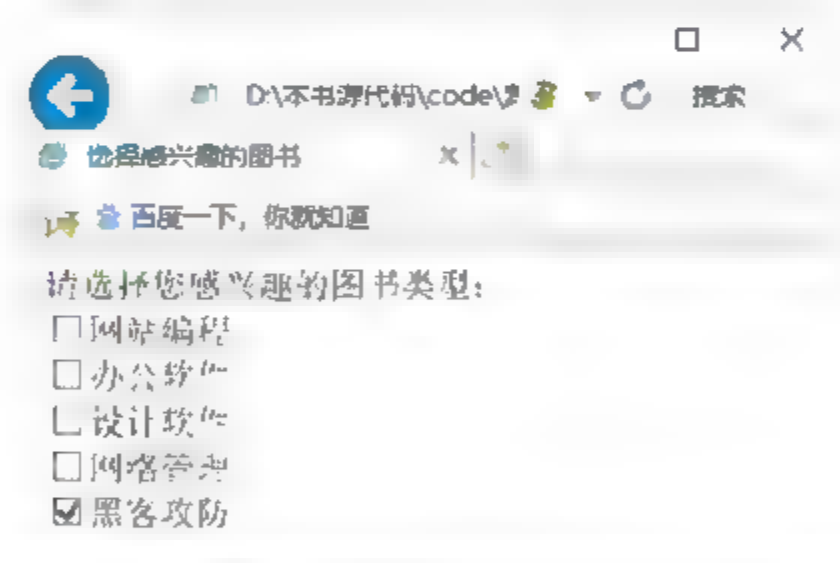 D:\本书源代码\code\ 搜索
选择感兴趣的图书
百度一下，你就知道
请选择您感兴趣的图书类型：
网站编程
办公软件
设计软件
网络管理
黑客攻防